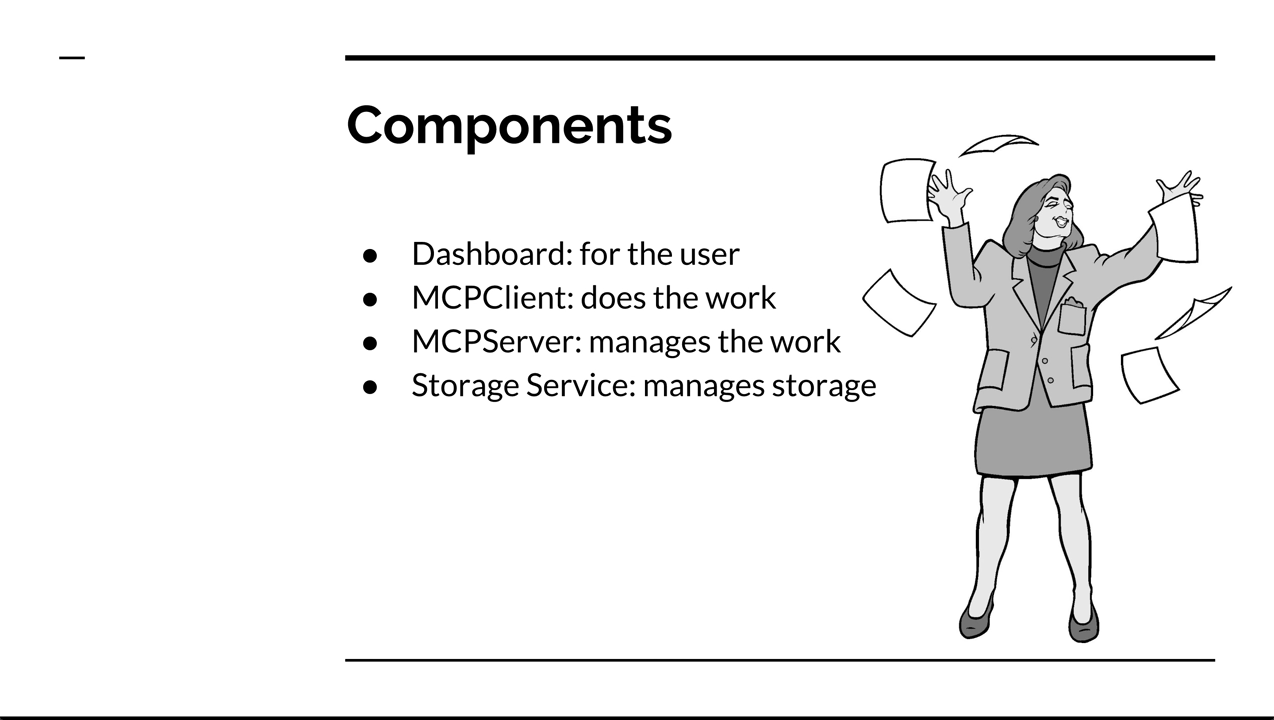 Components
● Dashboard: for the user
● MCPClient: does the work
● MCPServer: manages the work
● Storage Service: manages storage